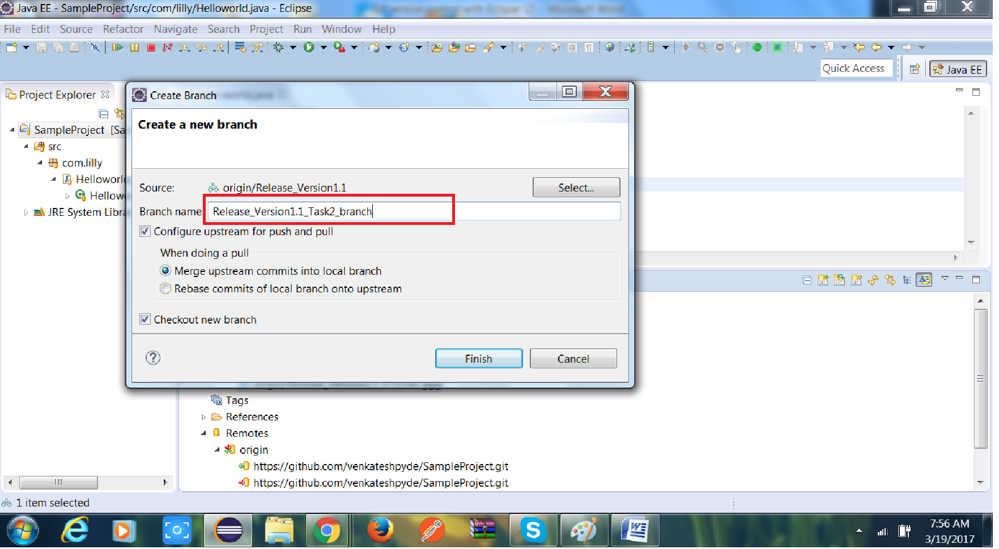 Java EE - SampleProject/src/com/lilly/Helloworld.java - Eclipse
File Edit Source Refactor Navigate Search Project Run Window Help
Quick Access
Java EE
Project Explorer
SampleProject [Sa
src
com.lilly
Helloworl
Hellow
JRE System Libr
Create Branch
Create a new branch
Source: origin/Release_Version1.1 Select...
Branch name: Release_Version1.1_Task2_branch
Configure upstream for push and pull
When doing a pull
Merge upstream commits into local branch
Rebase commits of local branch onto upstream
Checkout new branch
Finish Cancel
Tags
References
Remotes
origin
https://github.com/venkateshpyde/SampleProject.git
https://github.com/venkateshpyde/SampleProject.git
1 item selected
7:56 AM
3/19/2017